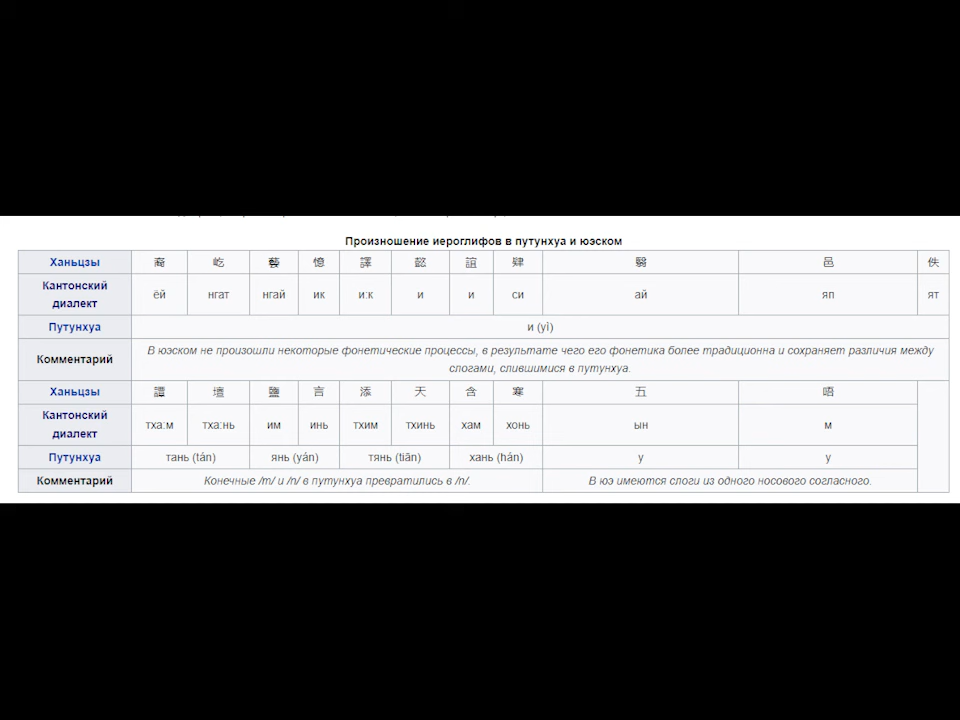 Произношение иероглифов в путунхуа и юэском
Ханьцзы 裔 屹 藝 憶 譯 懿 誼 肄 翳 邑 佚
Кантонский диалект ёй нгат нгай ик и:к и и си ай яп ят
Путунхуа и (yì)
Комментарий В юэском не произошли некоторые фонетические процессы, в результате чего его фонетика более традиционна и сохраняет различия между
слогами, слившимися в путунхуа.
Ханьцзы 譚 壇 鹽 言 添 天 含 寒 五 唔
Кантонский диалект тха:м тха:нь им инь тхим тхинь хам хонь ын м
Путунхуа тань (tán) янь (yán) тянь (tiān) хань (hán) у у
Комментарий Конечные /m/ и /n/ в путунхуа превратились в /n/. В юэ имеются слоги из одного носового согласного.